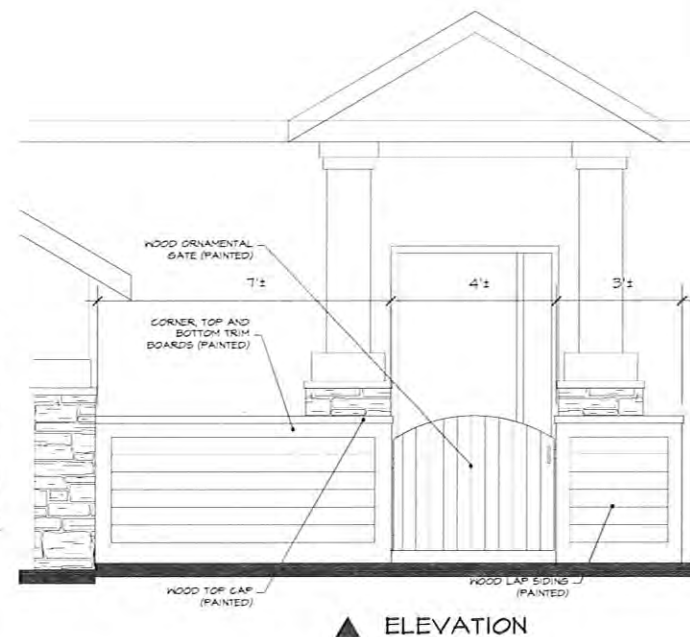 WOOD ORNAMENTAL
GATE (PAINTED)
7'±
4'±
3'±
CORNER, TOP AND
BOTTOM TRIM
BOARDS (PAINTED)
WOOD TOP CAP
(PAINTED)
WOOD LAP SIDING
(PAINTED)
ELEVATION